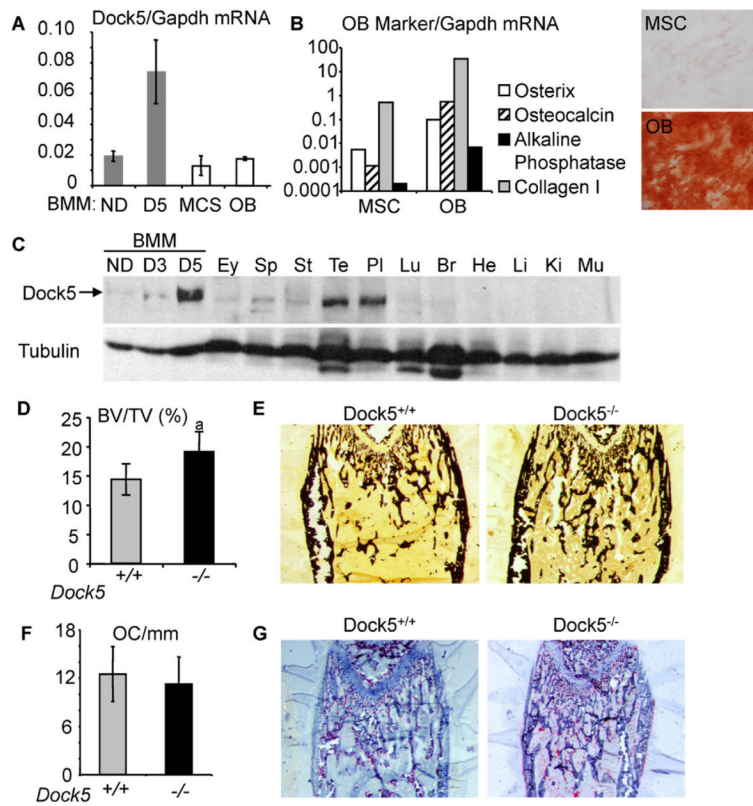 A
Dock5/Gapdh mRNA
0.10
0.08
0.06
0.04
0.02
0
BMM: ND D5 MCS OB
B
OB Marker/Gapdh mRNA
100
10
1
0.1
0.01
0.001
0.0001
MSC OB
Osterix
Osteocalcin
Alkaline
Phosphatase
Collagen I
MSC
OB
C
BMM
ND D3 D5 Ey Sp St Te Pl Lu Br He Li Ki Mu
Dock5
Tubulin
D
BV/TV (%)
a
25
20
15
10
5
0
Dock5 +/+ -/-
E
Dock5+/+ Dock5-/-
F
OC/mm
18
12
6
0
Dock5 +/+ -/-
G
Dock5+/+ Dock5-/-